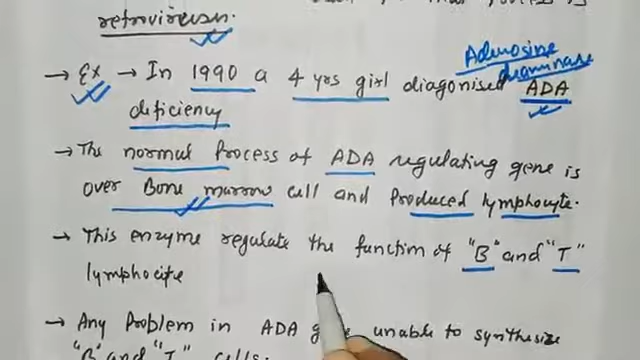 retrovirus.
→ Ex → In 1990 a 4 yrs girl diagonised ADA
Adenosine
deaminase
deficiency
→ The normal Process of ADA regulating gene is
over Bone marrow cell and Produced lymphocyte.
→ This enzyme regulate the function of "B" and "T"
lymphocite
→ Any Problem in ADA unable to synthesise
"B" and "T" cells.